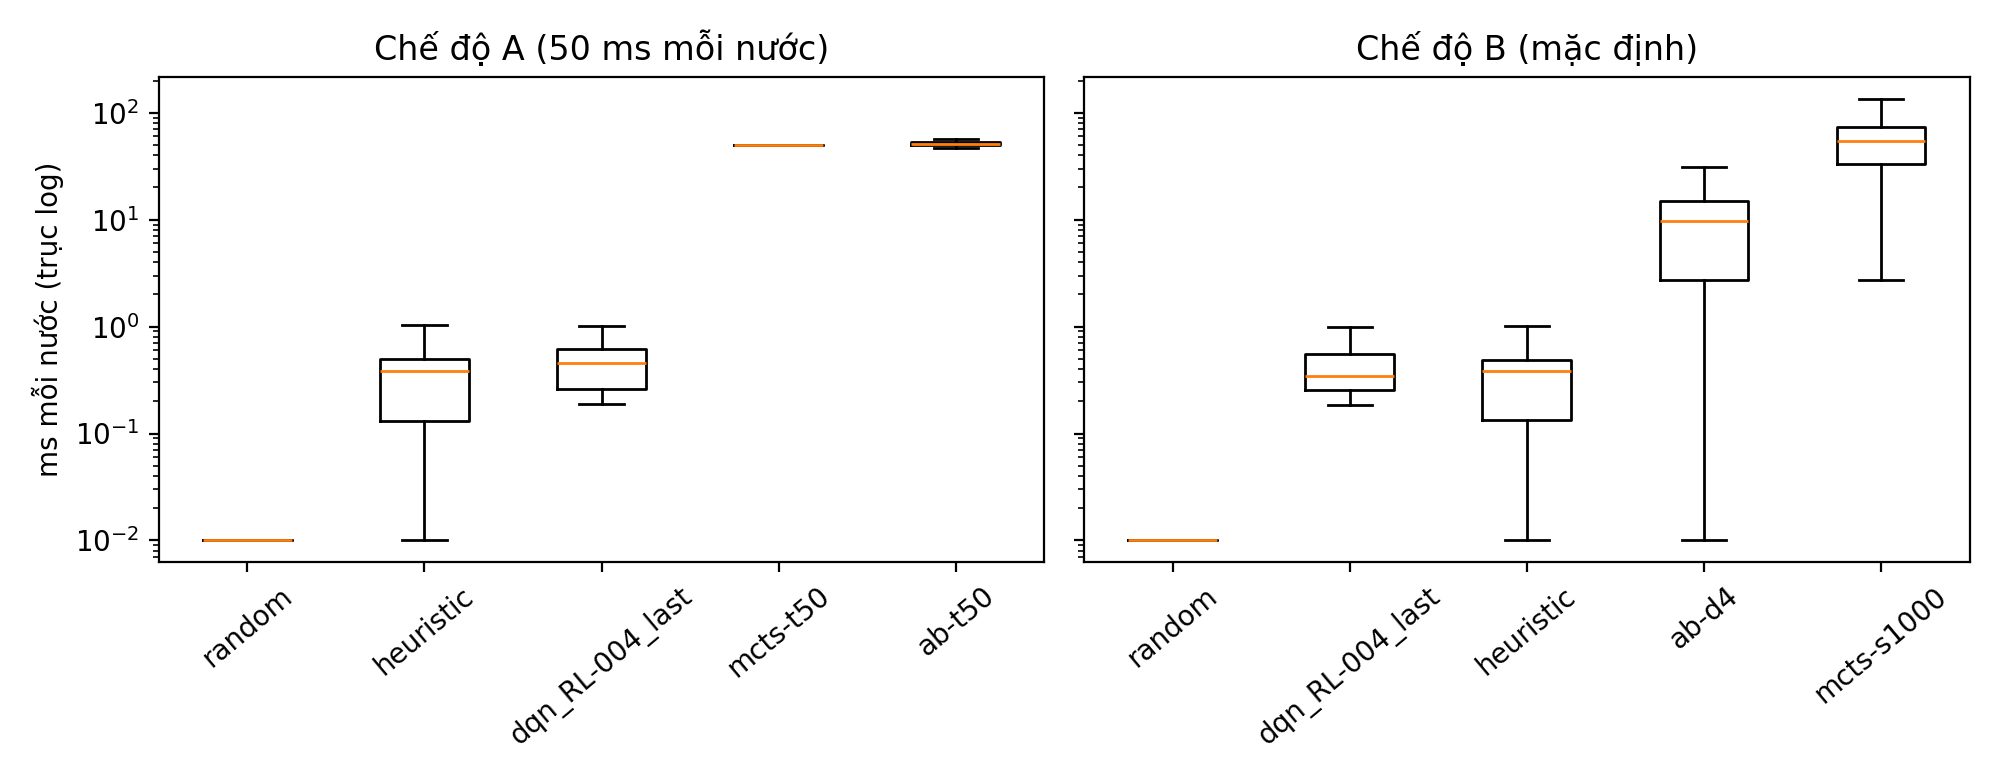 Chế độ A (50 ms mỗi nước)
ms mỗi nước (trục log)
10²
10¹
10⁰
10⁻¹
10⁻²
random
heuristic
dqn_RL-004_last
mcts-t50
ab-t50
Chế độ B (mặc định)
random
dqn_RL-004_last
heuristic
ab-d4
mcts-s1000